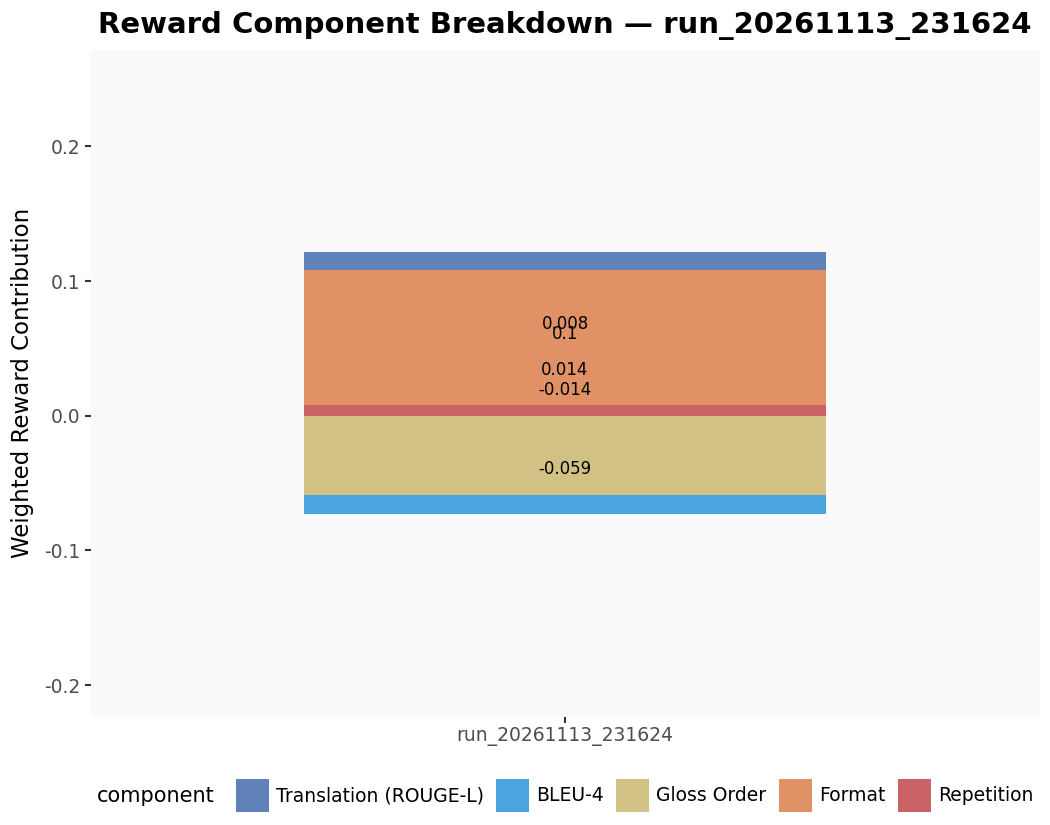 Reward Component Breakdown — run_20261113_231624
Weighted Reward Contribution
0.2
0.1
0.0
-0.1
-0.2
0.008
0.1
0.014
-0.014
-0.059
run_20261113_231624
component
Translation (ROUGE-L)
BLEU-4
Gloss Order
Format
Repetition